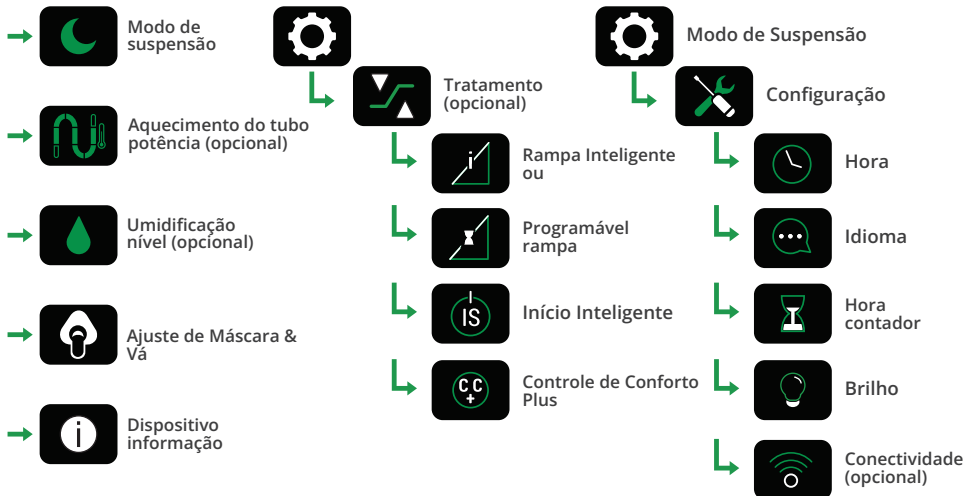 Modo de
suspensão
Aquecimento do tubo
potência (opcional)
Umidificação
nível (opcional)
Ajuste de Máscara &
Vá
i
Dispositivo
informação
Tratamento
(opcional)
i
Rampa Inteligente
ou
Programável
rampa
IS
Início Inteligente
CC
+
Controle de Conforto
Plus
Modo de Suspensão
Configuração
Hora
Idioma
Hora
contador
Brilho
Conectividade
(opcional)